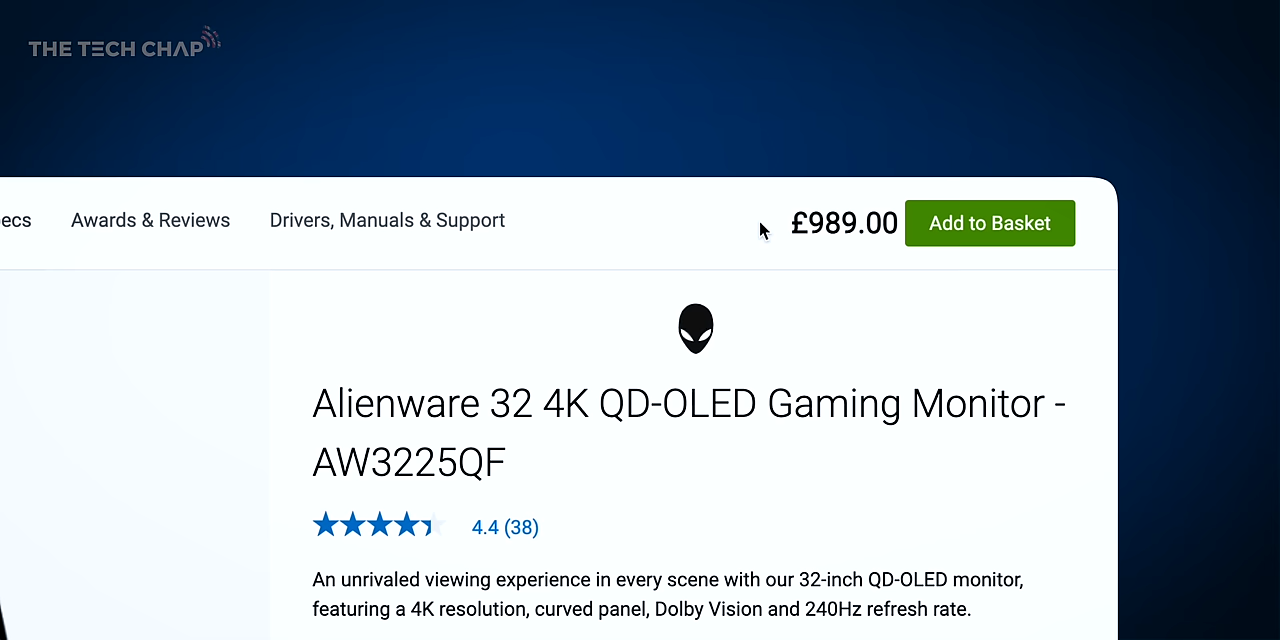 THE TECH CHAP
ecs Awards & Reviews Drivers, Manuals & Support £989.00 Add to Basket
Alienware 32 4K QD-OLED Gaming Monitor -
AW3225QF
4.4 (38)
An unrivaled viewing experience in every scene with our 32-inch QD-OLED monitor,
featuring a 4K resolution, curved panel, Dolby Vision and 240Hz refresh rate.